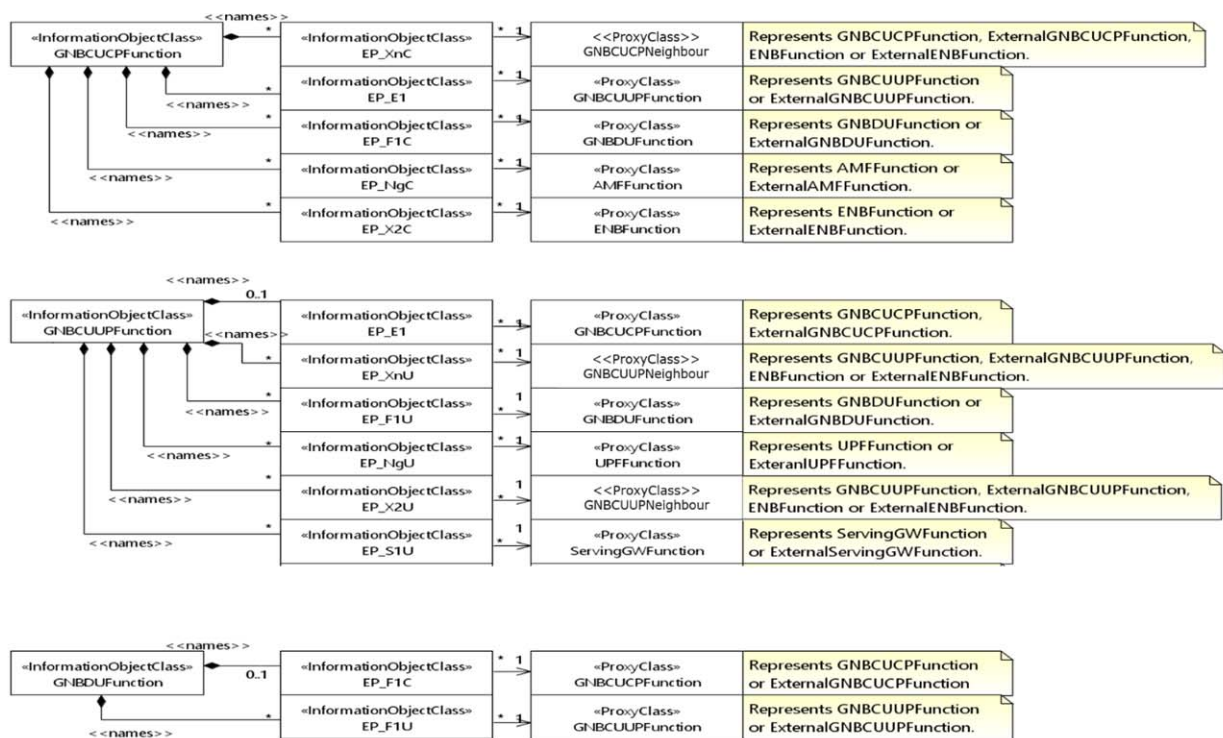 <<names>>
«InformationObjectClass»
GNBCUCPFunction
*
«InformationObjectClass»
EP_XnC
* 1
<<ProxyClass>>
GNBCUCPNeighbour
Represents GNBCUCPFunction, ExternalGNBCUCPFunction,
ENBFunction or ExternalENBFunction.
<<names>>
*
«InformationObjectClass»
EP_E1
* 1
«ProxyClass»
GNBCUUPFunction
Represents GNBCUUPFunction
or ExternalGNBCUUPFunction.
<<names>>
*
«InformationObjectClass»
EP_F1C
* 1
«ProxyClass»
GNBDUFunction
Represents GNBDUFunction or
ExternalGNBDUFunction.
<<names>>
*
«InformationObjectClass»
EP_NgC
* 1
«ProxyClass»
AMFFunction
Represents AMFFunction or
ExternalAMFFunction.
<<names>>
*
«InformationObjectClass»
EP_X2C
* 1
«ProxyClass»
ENBFunction
Represents ENBFunction or
ExternalENBFunction.
<<names>>
0..1
«InformationObjectClass»
GNBCUUPFunction
«InformationObjectClass»
EP_E1
* 1
«ProxyClass»
GNBCUCPFunction
Represents GNBCUCPFunction,
ExternalGNBCUCPFunction.
<<names>>
*
«InformationObjectClass»
EP_XnU
* 1
<<ProxyClass>>
GNBCUUPNeighbour
Represents GNBCUUPFunction, ExternalGNBCUUPFunction,
ENBFunction or ExternalENBFunction.
<<names>>
*
«InformationObjectClass»
EP_F1U
* 1
«ProxyClass»
GNBDUFunction
Represents GNBDUFunction or
ExternalGNBDUFunction.
<<names>>
*
«InformationObjectClass»
EP_NgU
* 1
«ProxyClass»
UPFFunction
Represents UPFFunction or
ExteranlUPFFunction.
<<names>>
*
«InformationObjectClass»
EP_X2U
* 1
<<ProxyClass>>
GNBCUUPNeighbour
Represents GNBCUUPFunction, ExternalGNBCUUPFunction,
ENBFunction or ExternalENBFunction.
<<names>>
*
«InformationObjectClass»
EP_S1U
* 1
«ProxyClass»
ServingGWFunction
Represents ServingGWFunction
or ExternalServingGWFunction.
<<names>>
0..1
«InformationObjectClass»
GNBDUFunction
«InformationObjectClass»
EP_F1C
* 1
«ProxyClass»
GNBCUCPFunction
Represents GNBCUCPFunction
or ExternalGNBCUCPFunction
<<names>>
*
«InformationObjectClass»
EP_F1U
* 1
«ProxyClass»
GNBCUUPFunction
Represents GNBCUUPFunction
or ExternalGNBCUUPFunction.